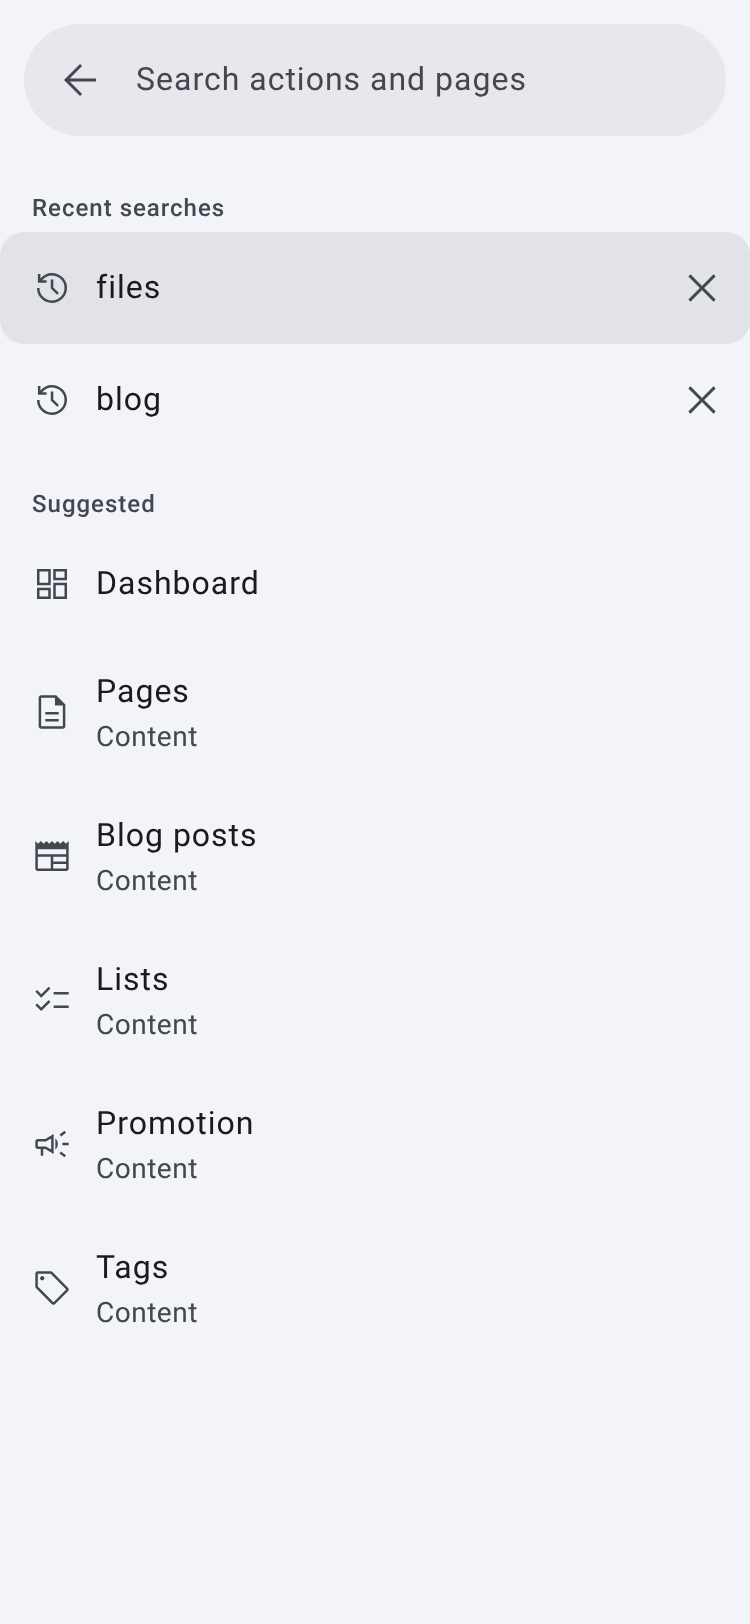 Search actions and pages
Recent searches
files
blog
Suggested
Dashboard
Pages
Content
Blog posts
Content
Lists
Content
Promotion
Content
Tags
Content